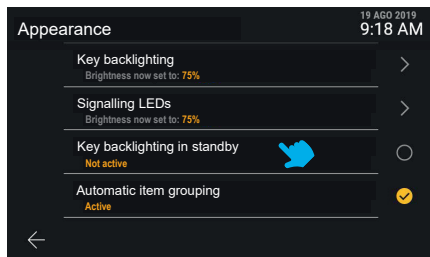 Appearance
19 AGO 2019
9:18 AM
Key backlighting
Brightness now set to: 75%
Signalling LEDs
Brightness now set to: 75%
Key backlighting in standby
Not active
Automatic item grouping
Active